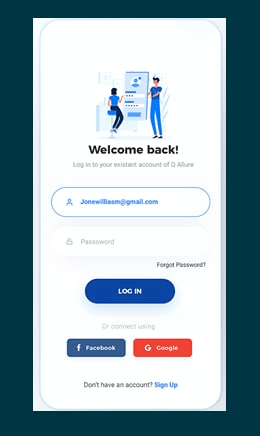 Welcome back!
Log in to your existant account of Q Allure
Jonewilliasm@gmail.com
Passoword
Forgot Password?
LOG IN
Or connect using
f Facebook
G Google
Don't have an account? Sign Up